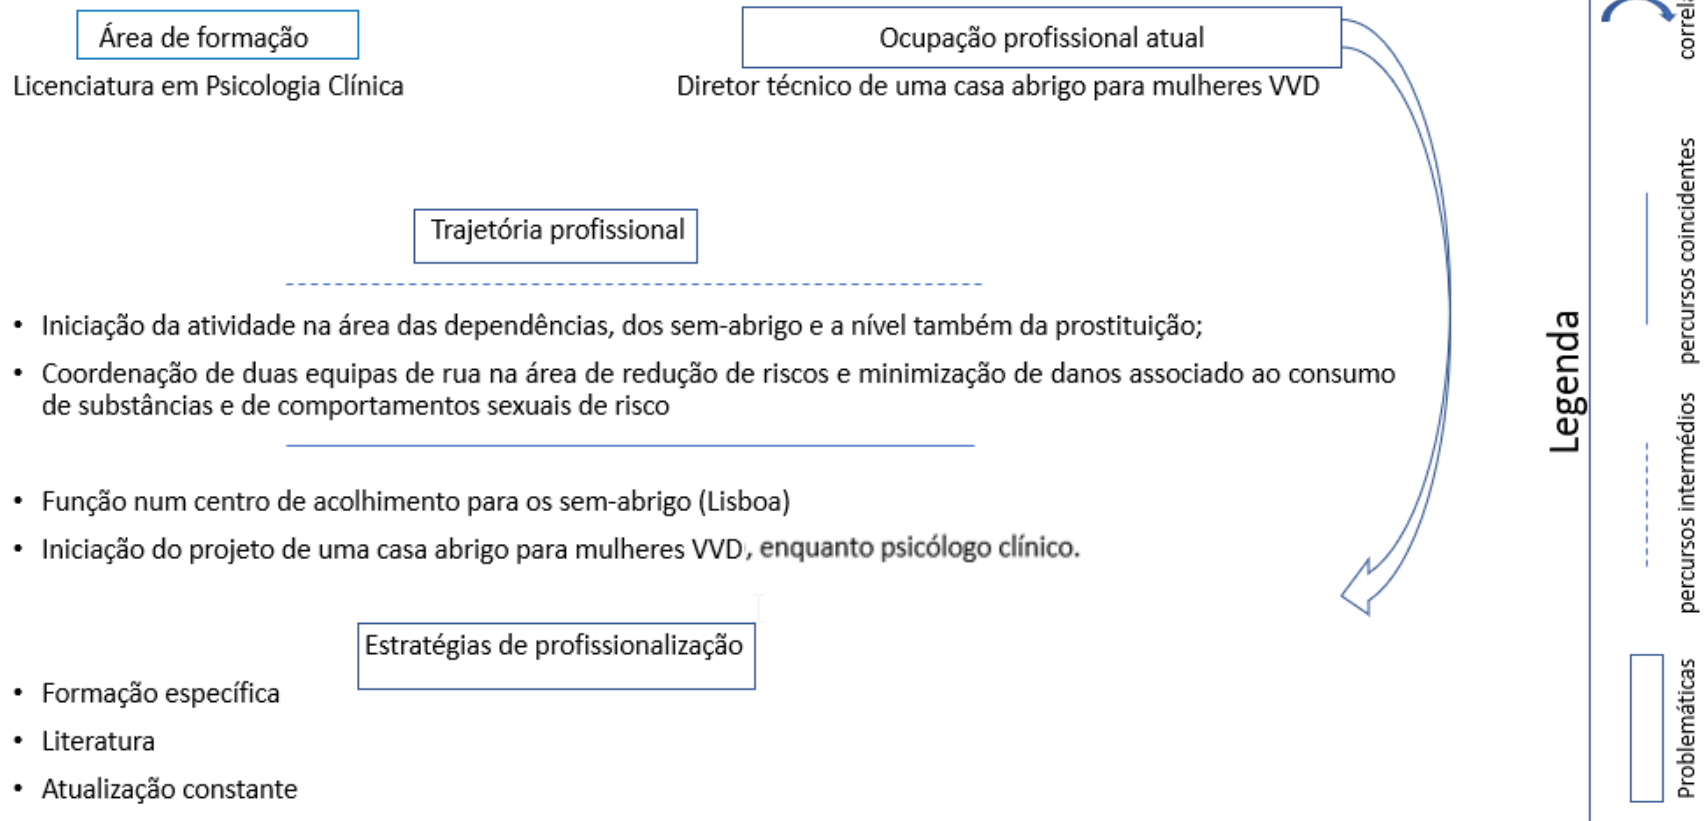 Área de formação
Ocupação profissional atual
Licenciatura em Psicologia Clínica
Diretor técnico de uma casa abrigo para mulheres VVD
Trajetória profissional
• Iniciação da atividade na área das dependências, dos sem-abrigo e a nível também da prostituição;
• Coordenação de duas equipas de rua na área de redução de riscos e minimização de danos associado ao consumo
de substâncias e de comportamentos sexuais de risco
• Função num centro de acolhimento para os sem-abrigo (Lisboa)
• Iniciação do projeto de uma casa abrigo para mulheres VVD, enquanto psicólogo clínico.
Estratégias de profissionalização
• Formação específica
• Literatura
• Atualização constante
Legenda
percursos coincidentes
percursos intermédios
Problemáticas